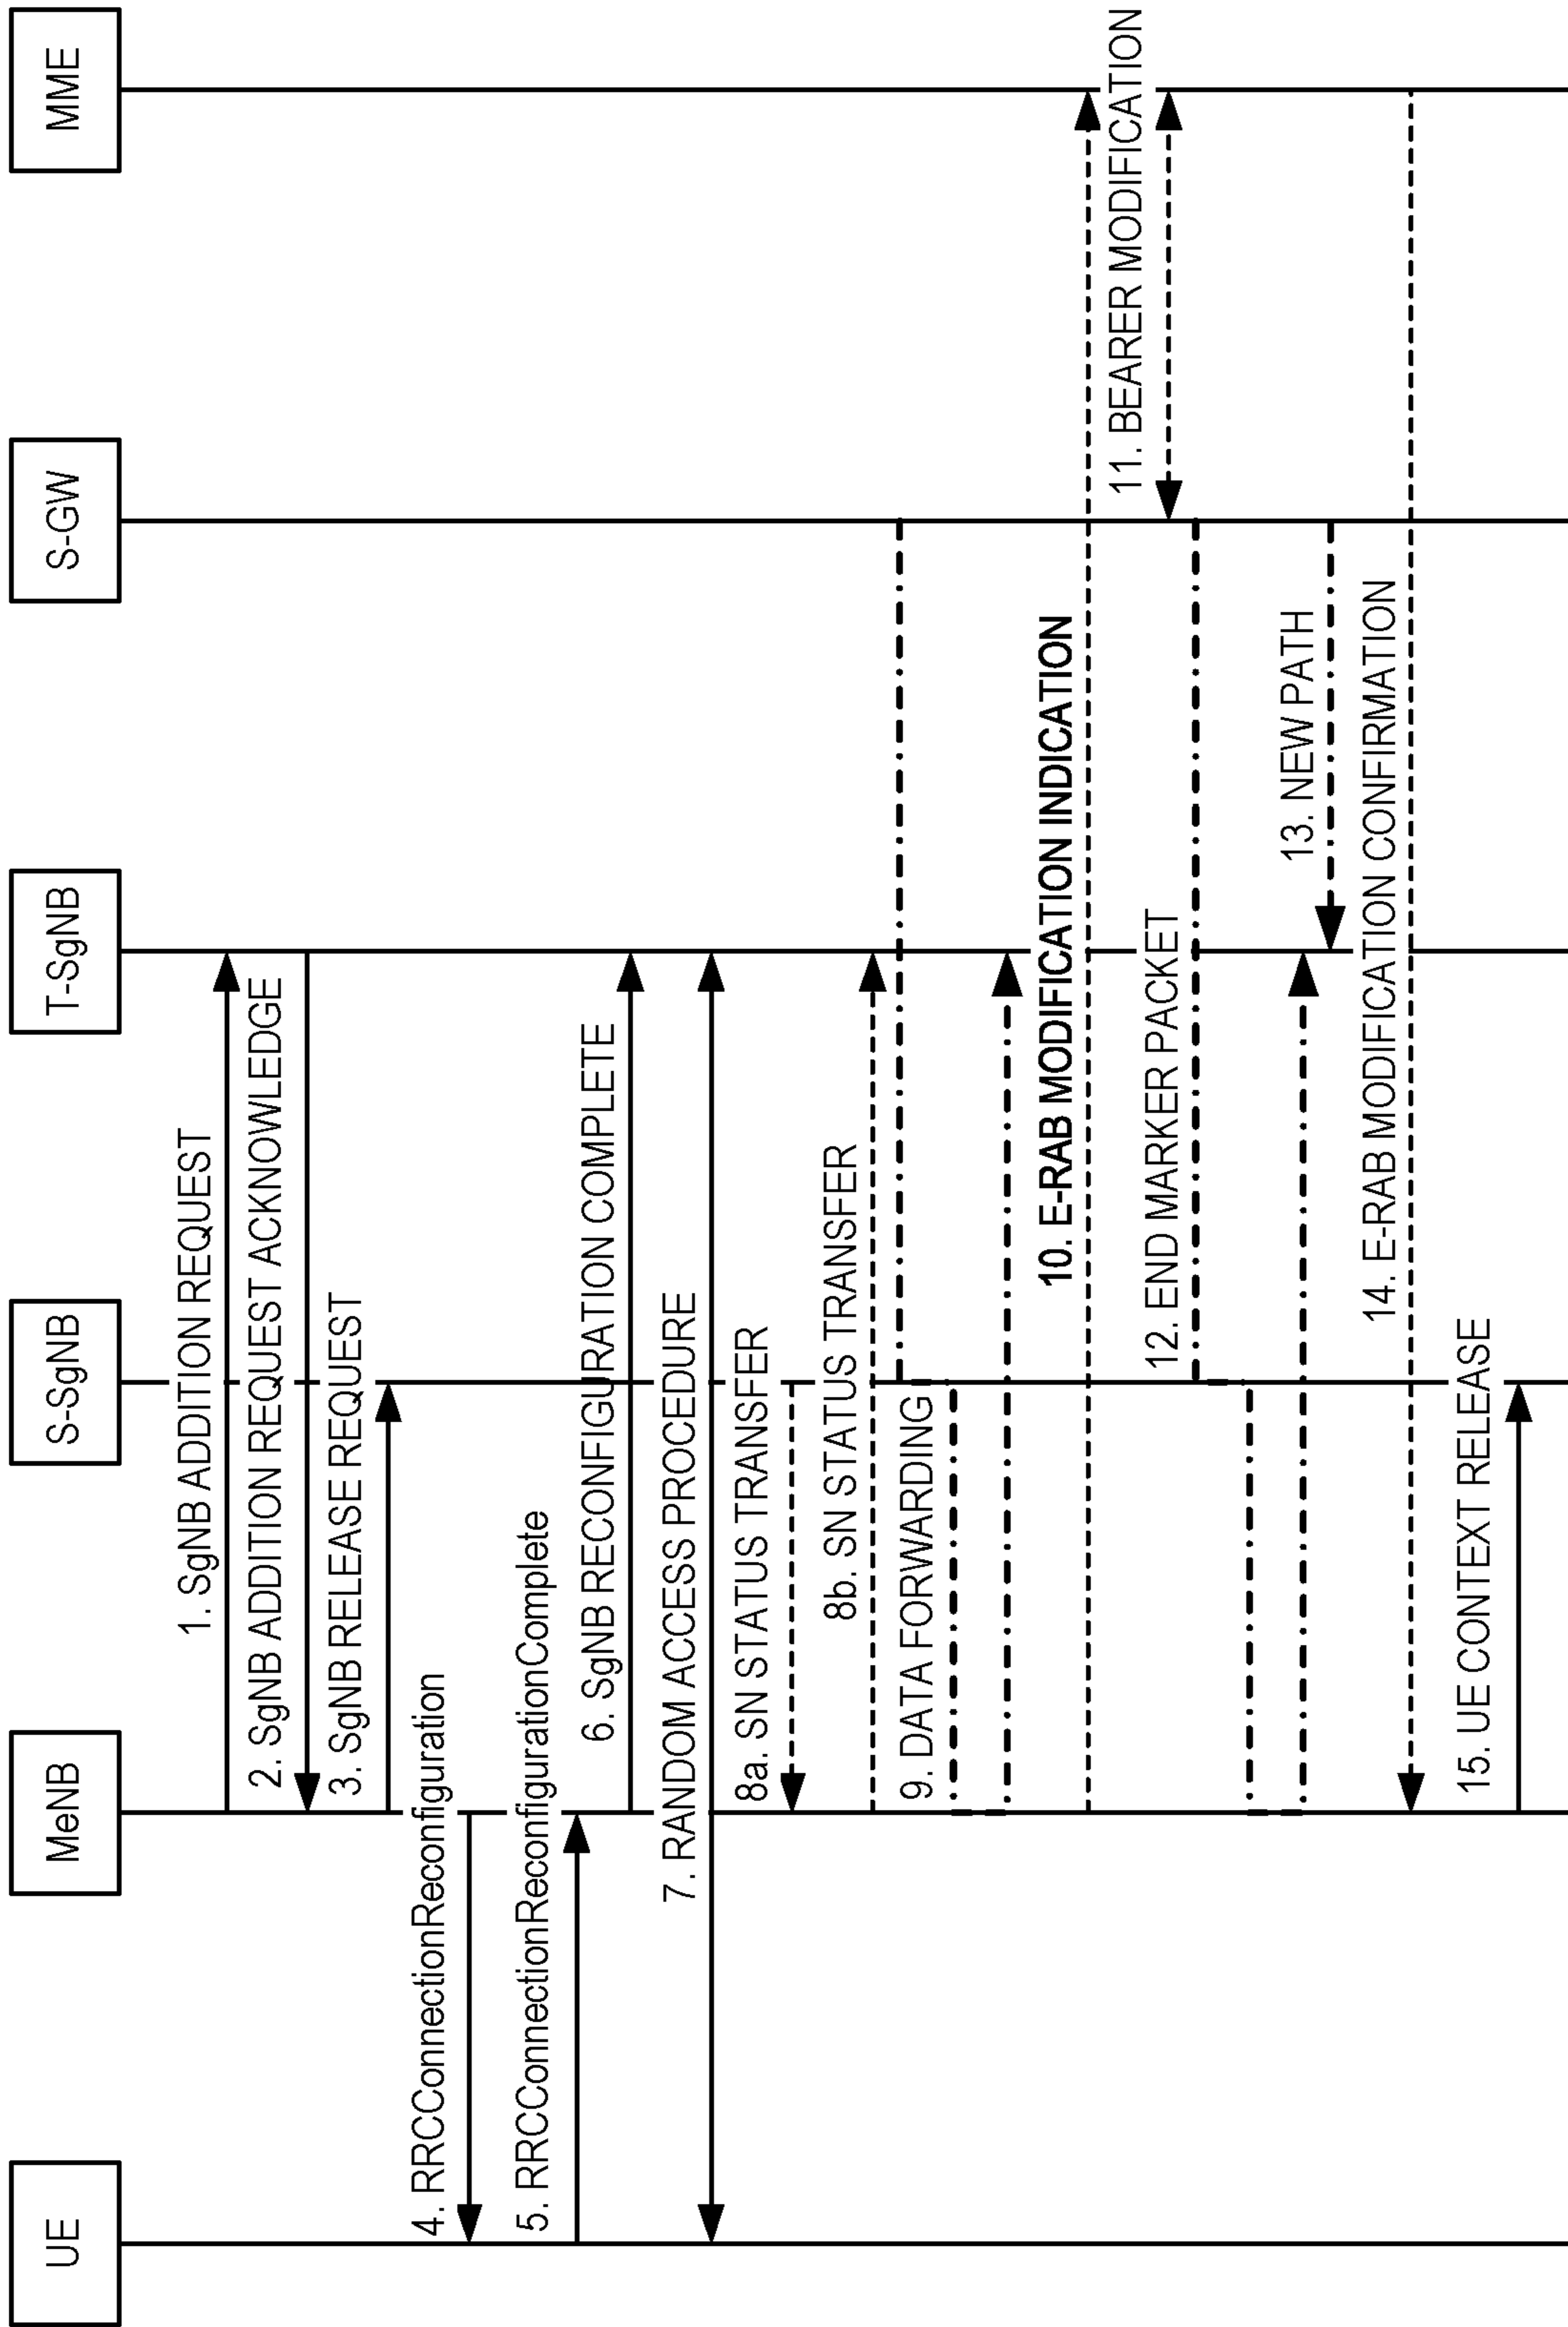 UE
MeNB
S-SgNB
T-SgNB
S-GW
MME
1. SgNB ADDITION REQUEST
2. SgNB ADDITION REQUEST ACKNOWLEDGE
3. SgNB RELEASE REQUEST
4. RRCConnectionReconfiguration
5. RRCConnectionReconfigurationComplete
6. SgNB RECONFIGURATION COMPLETE
7. RANDOM ACCESS PROCEDURE
8a. SN STATUS TRANSFER
8b. SN STATUS TRANSFER
9. DATA FORWARDING
10. E-RAB MODIFICATION INDICATION
11. BEARER MODIFICATION
12. END MARKER PACKET
13. NEW PATH
14. E-RAB MODIFICATION CONFIRMATION
15. UE CONTEXT RELEASE